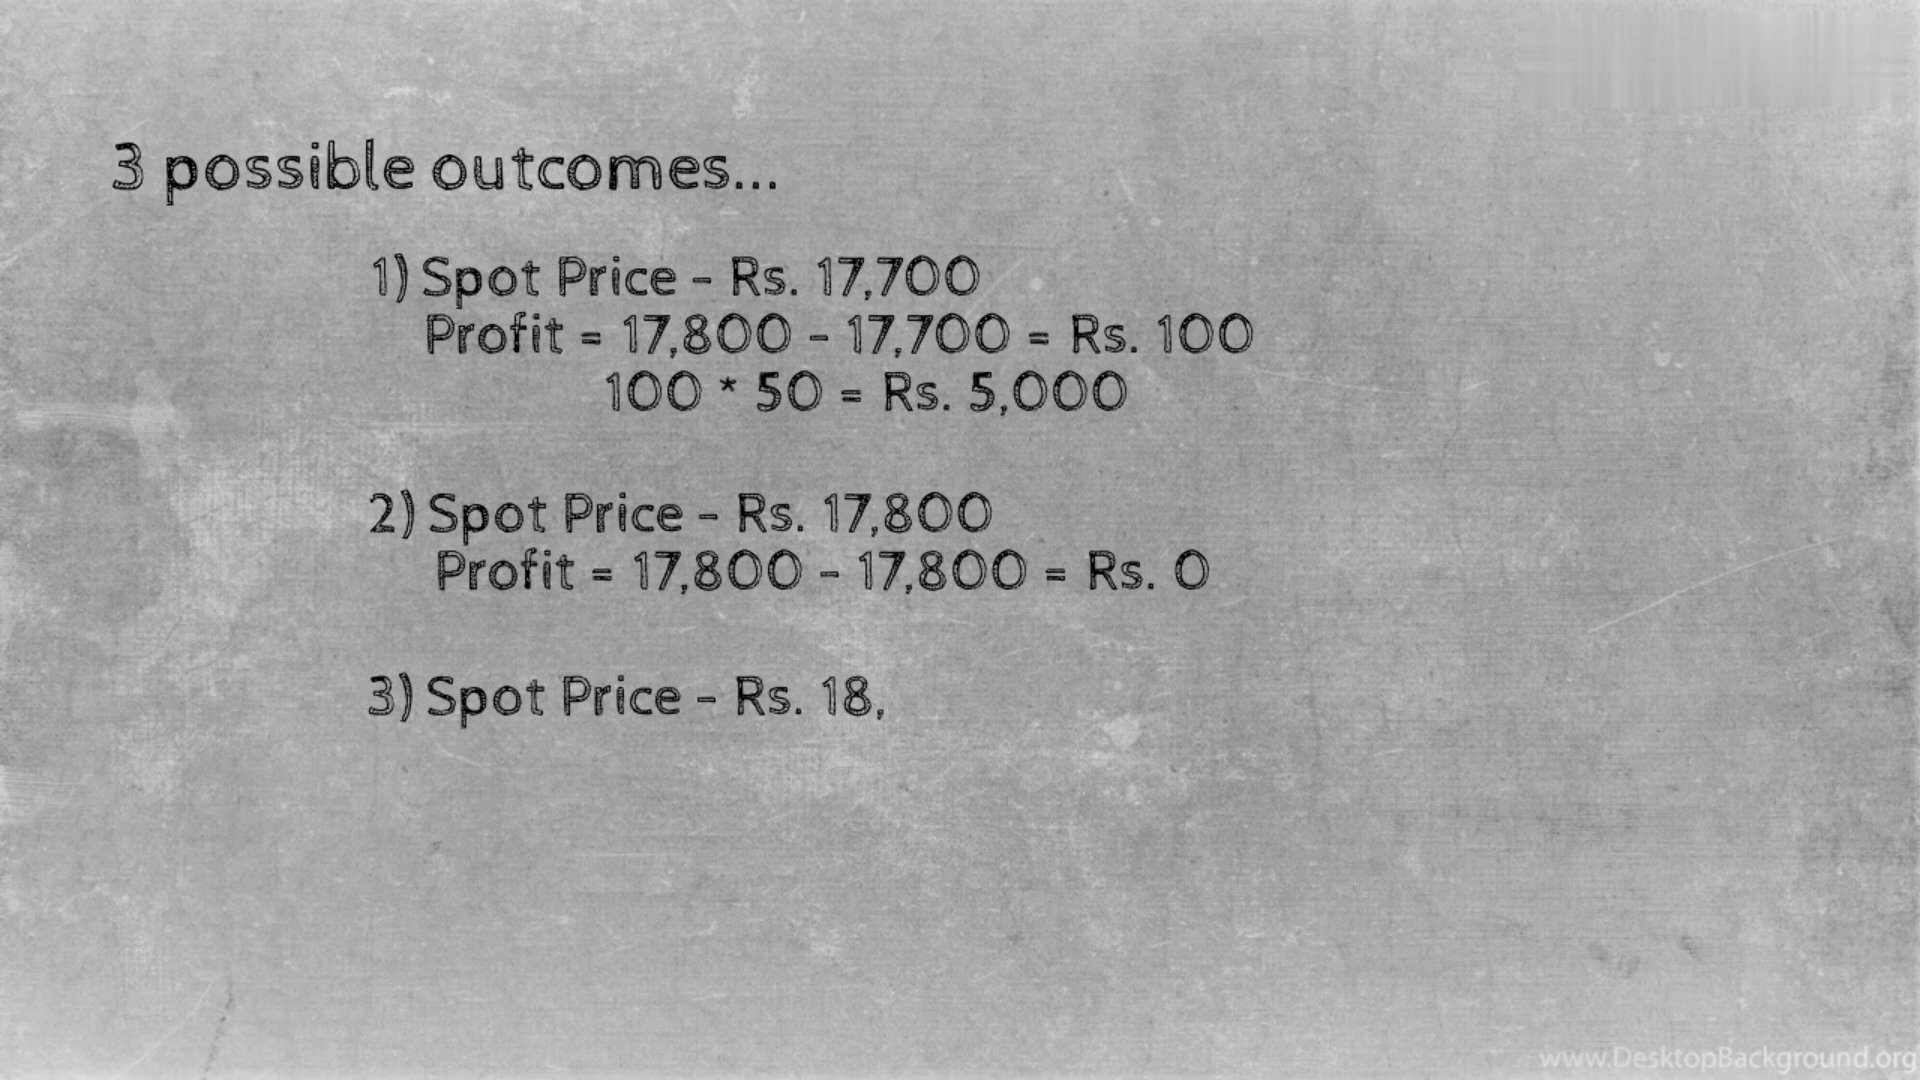 3 possible outcomes...
1) Spot Price - Rs. 17,700
Profit = 17,800 - 17,700 = Rs. 100
100 * 50 = Rs. 5,000
2) Spot Price - Rs. 17,800
Profit = 17,800 - 17,800 = Rs. 0
3) Spot Price - Rs. 18,
www.DesktopBackground.org